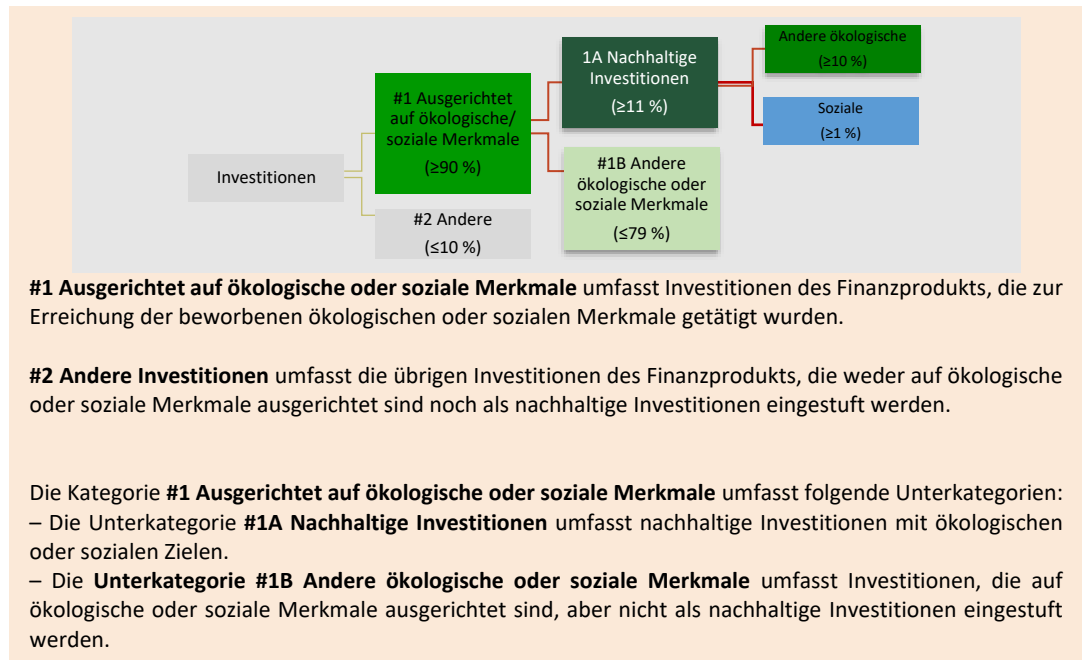 Andere ökologische
(≥10 %)
1A Nachhaltige
Investitionen
(≥11 %)
Soziale
(≥1 %)
#1 Ausgerichtet
auf ökologische/
soziale Merkmale
(≥90 %)
#1B Andere
ökologische oder
soziale Merkmale
(≤79 %)
Investitionen
#2 Andere
(≤10 %)
#1 Ausgerichtet auf ökologische oder soziale Merkmale umfasst Investitionen des Finanzprodukts, die zur
Erreichung der beworbenen ökologischen oder sozialen Merkmale getätigt wurden.
#2 Andere Investitionen umfasst die übrigen Investitionen des Finanzprodukts, die weder auf ökologische
oder soziale Merkmale ausgerichtet sind noch als nachhaltige Investitionen eingestuft werden.
Die Kategorie #1 Ausgerichtet auf ökologische oder soziale Merkmale umfasst folgende Unterkategorien:
– Die Unterkategorie #1A Nachhaltige Investitionen umfasst nachhaltige Investitionen mit ökologischen
oder sozialen Zielen.
– Die Unterkategorie #1B Andere ökologische oder soziale Merkmale umfasst Investitionen, die auf
ökologische oder soziale Merkmale ausgerichtet sind, aber nicht als nachhaltige Investitionen eingestuft
werden.